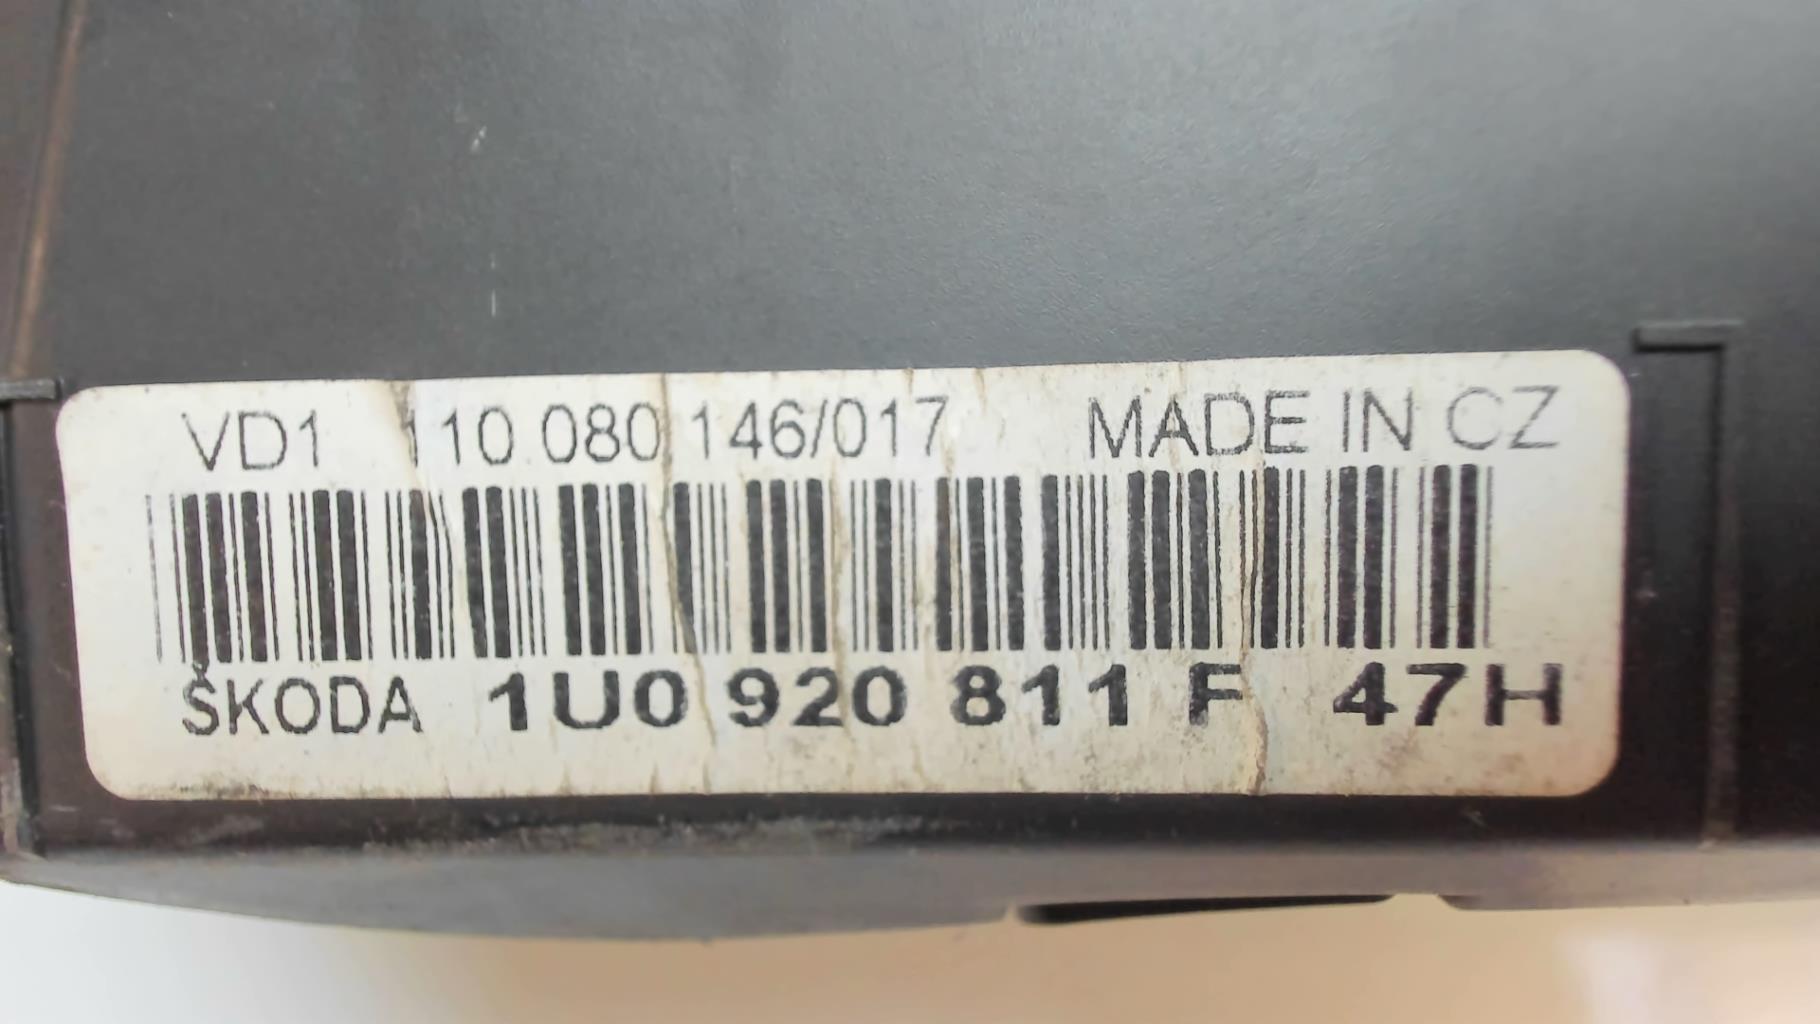 VD1 110 080 146/017 MADE IN CZ
ŠKODA 1U0 920 811 F 47H